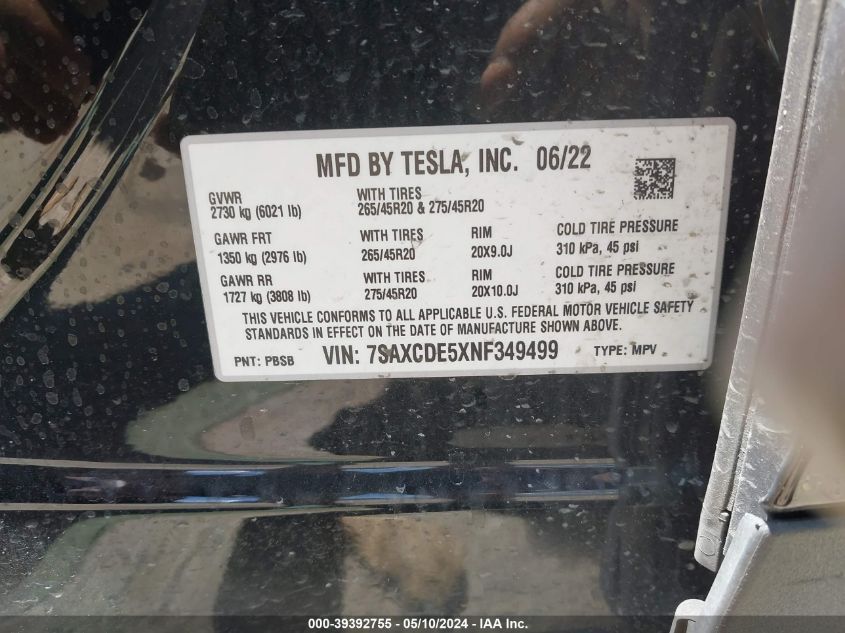 MFD BY TESLA, INC. 06/22
GVWR
2730 kg (6021 lb)
WITH TIRES
265/45R20 & 275/45R20
GAWR FRT
1350 kg (2976 lb)
WITH TIRES
265/45R20
RIM
20X9.0J
COLD TIRE PRESSURE
310 kPa, 45 psi
GAWR RR
1727 kg (3808 lb)
WITH TIRES
275/45R20
RIM
20X10.0J
COLD TIRE PRESSURE
310 kPa, 45 psi
THIS VEHICLE CONFORMS TO ALL APPLICABLE U.S. FEDERAL MOTOR VEHICLE SAFETY
STANDARDS IN EFFECT ON THE DATE OF MANUFACTURE SHOWN ABOVE.
PNT: PBSB VIN: 7SAXCDE5XNF349499 TYPE: MPV
000-39392755 - 05/10/2024 - IAA Inc.